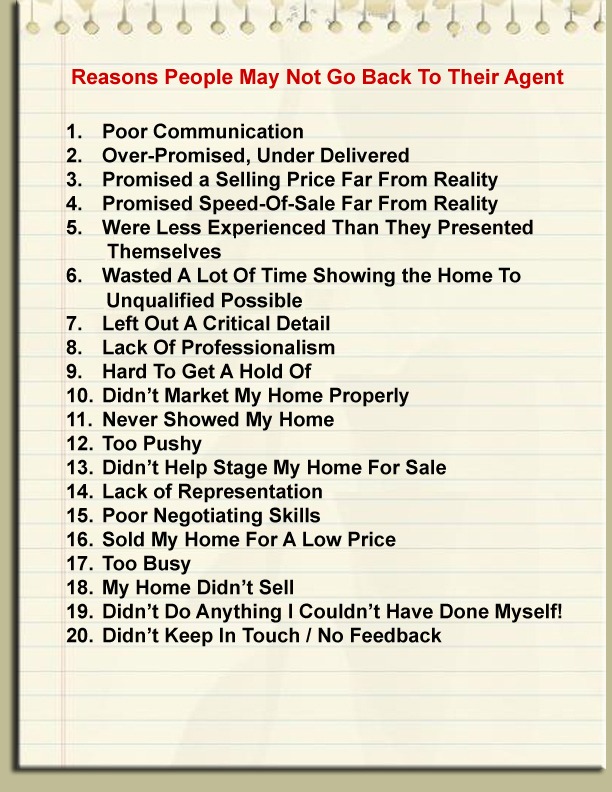 Reasons People May Not Go Back To Their Agent
1. Poor Communication
2. Over-Promised, Under Delivered
3. Promised a Selling Price Far From Reality
4. Promised Speed-Of-Sale Far From Reality
5. Were Less Experienced Than They Presented
Themselves
6. Wasted A Lot Of Time Showing the Home To
Unqualified Possible
7. Left Out A Critical Detail
8. Lack Of Professionalism
9. Hard To Get A Hold Of
10. Didn’t Market My Home Properly
11. Never Showed My Home
12. Too Pushy
13. Didn’t Help Stage My Home For Sale
14. Lack of Representation
15. Poor Negotiating Skills
16. Sold My Home For A Low Price
17. Too Busy
18. My Home Didn’t Sell
19. Didn’t Do Anything I Couldn’t Have Done Myself!
20. Didn’t Keep In Touch / No Feedback